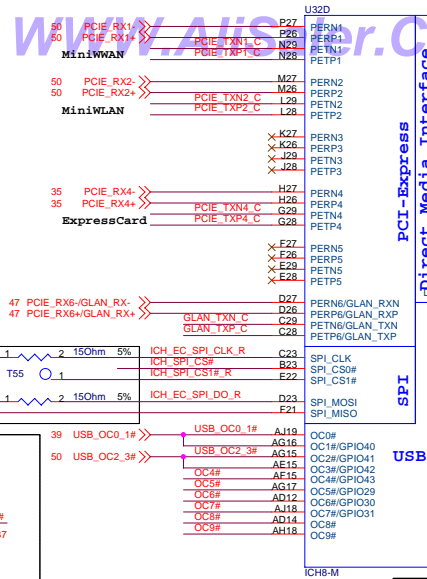 U32D
50 PCIE_RX1- P27 PERN1
50 PCIE_RX1+ P26 PERP1
PCIE_TXN1_C N29 PETN1
MiniWWAN PCIE_TXP1_C N28 PETP1
50 PCIE_RX2- M27 PERN2
50 PCIE_RX2+ M26 PERP2
PCIE_TXN2_C L29 PETN2
MiniWLAN PCIE_TXP2_C L28 PETP2
K27 PERN3
K26 PERP3
J29 PETN3
J28 PETP3
35 PCIE_RX4- H27 PERN4
35 PCIE_RX4+ H26 PERP4
PCIE_TXN4_C G29 PETN4
ExpressCard PCIE_TXP4_C G28 PETP4
F27 PERN5
F26 PERP5
E29 PETN5
E28 PETP5
47 PCIE_RX6-/GLAN_RX- D27 PERN6/GLAN_RXN
47 PCIE_RX6+/GLAN_RX+ D26 PERP6/GLAN_RXP
GLAN_TXN_C C29 PETN6/GLAN_TXN
GLAN_TXP_C C28 PETP6/GLAN_TXP
1 2 15Ohm 5% ICH_EC_SPI_CLK_R C23 SPI_CLK
ICH_SPI_CS# B23 SPI_CS0#
T55 1 ICH_SPI_CS1#_R E22 SPI_CS1#
1 2 15Ohm 5% ICH_EC_SPI_DO_R D23 SPI_MOSI
F21 SPI_MISO
39 USB_OC0_1# USB_OC0_1# AJ19 OC0#
AG16 OC1#/GPIO40
50 USB_OC2_3# USB_OC2_3# AG15 OC2#/GPIO41
AE15 OC3#/GPIO42
OC4# AF15 OC4#/GPIO43
OC5# AG17 OC5#/GPIO29
OC6# AD12 OC6#/GPIO30
OC7# AJ18 OC7#/GPIO31
OC8# AD14 OC8#
OC9# AH18 OC9#
PCI-Express
Direct Media Interface
SPI
USB
ICH8-M